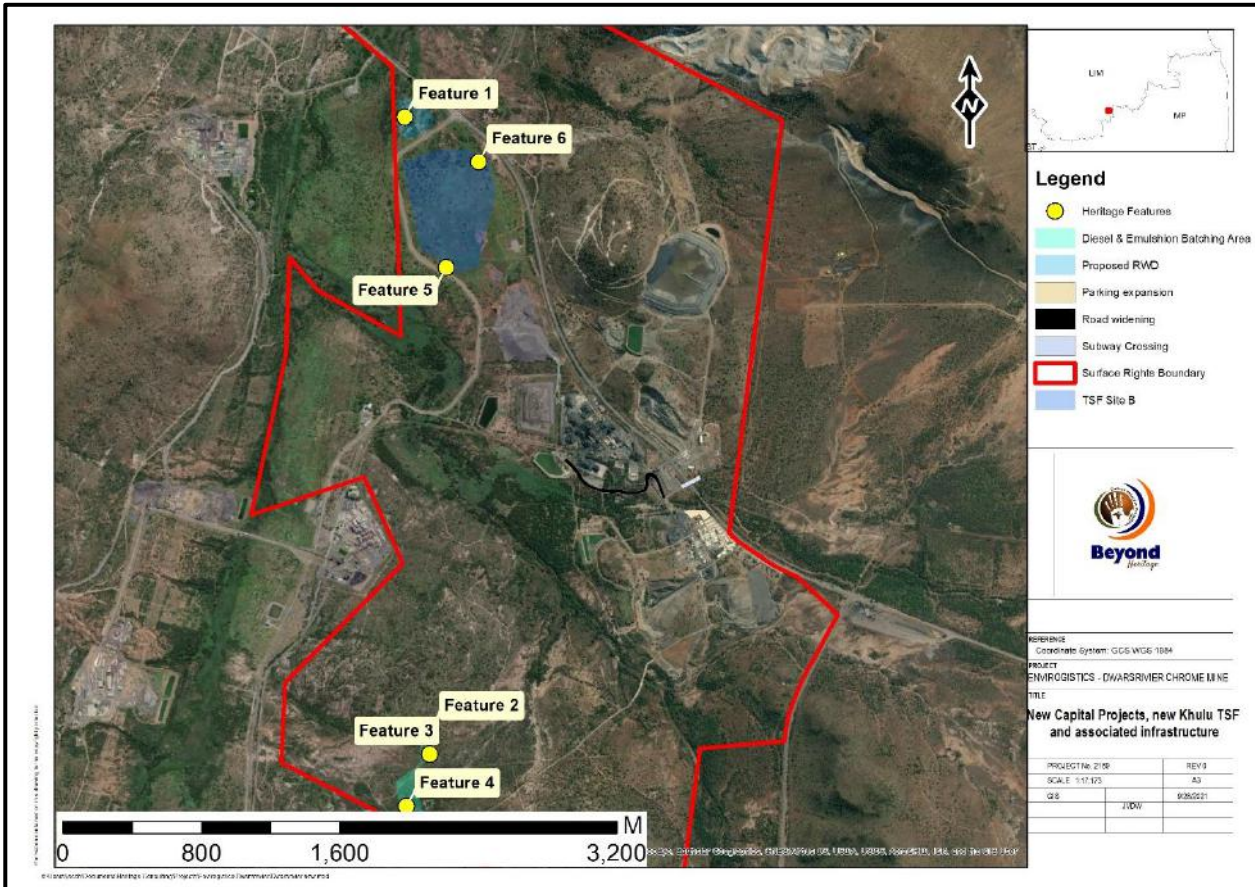 Feature 1
Feature 6
Feature 5
Feature 2
Feature 3
Feature 4
M
0 800 1,600 3,200
N
LIM
MP
Legend
Heritage Features
Diesel & Emulshion Batching Area
Proposed RWD
Parking expansion
Road widening
Subway Crossing
Surface Rights Boundary
TSF Site B
Beyond
Heritage
REFERENCE
Coordinate System: GCS WGS 1984
PROJECT
ENVIROGISTICS - DWARSRIVIER CHROME MINE
TITLE
New Capital Projects, new Khulu TSF
and associated infrastructure
PROJECT No.
REV 0
SCALE 1:17,173
A3
GIS
JVDW